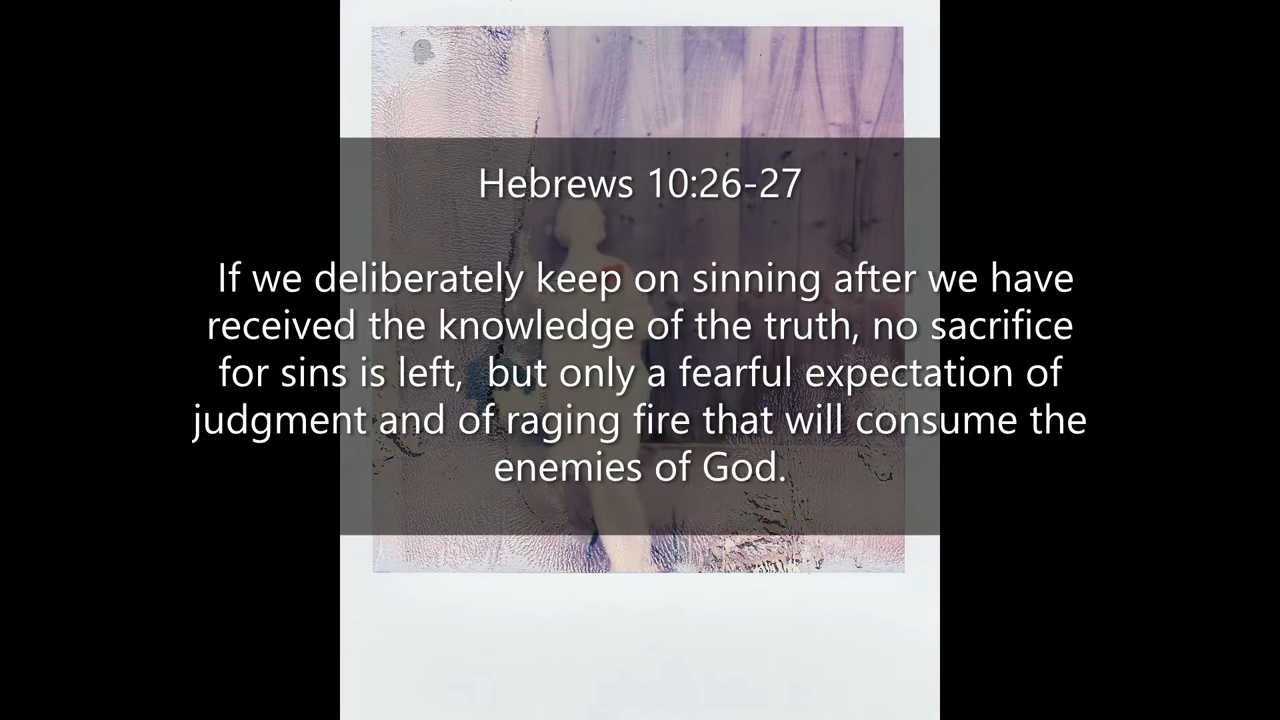 Hebrews 10:26-27
If we deliberately keep on sinning after we have
received the knowledge of the truth, no sacrifice
for sins is left,  but only a fearful expectation of
judgment and of raging fire that will consume the
enemies of God.